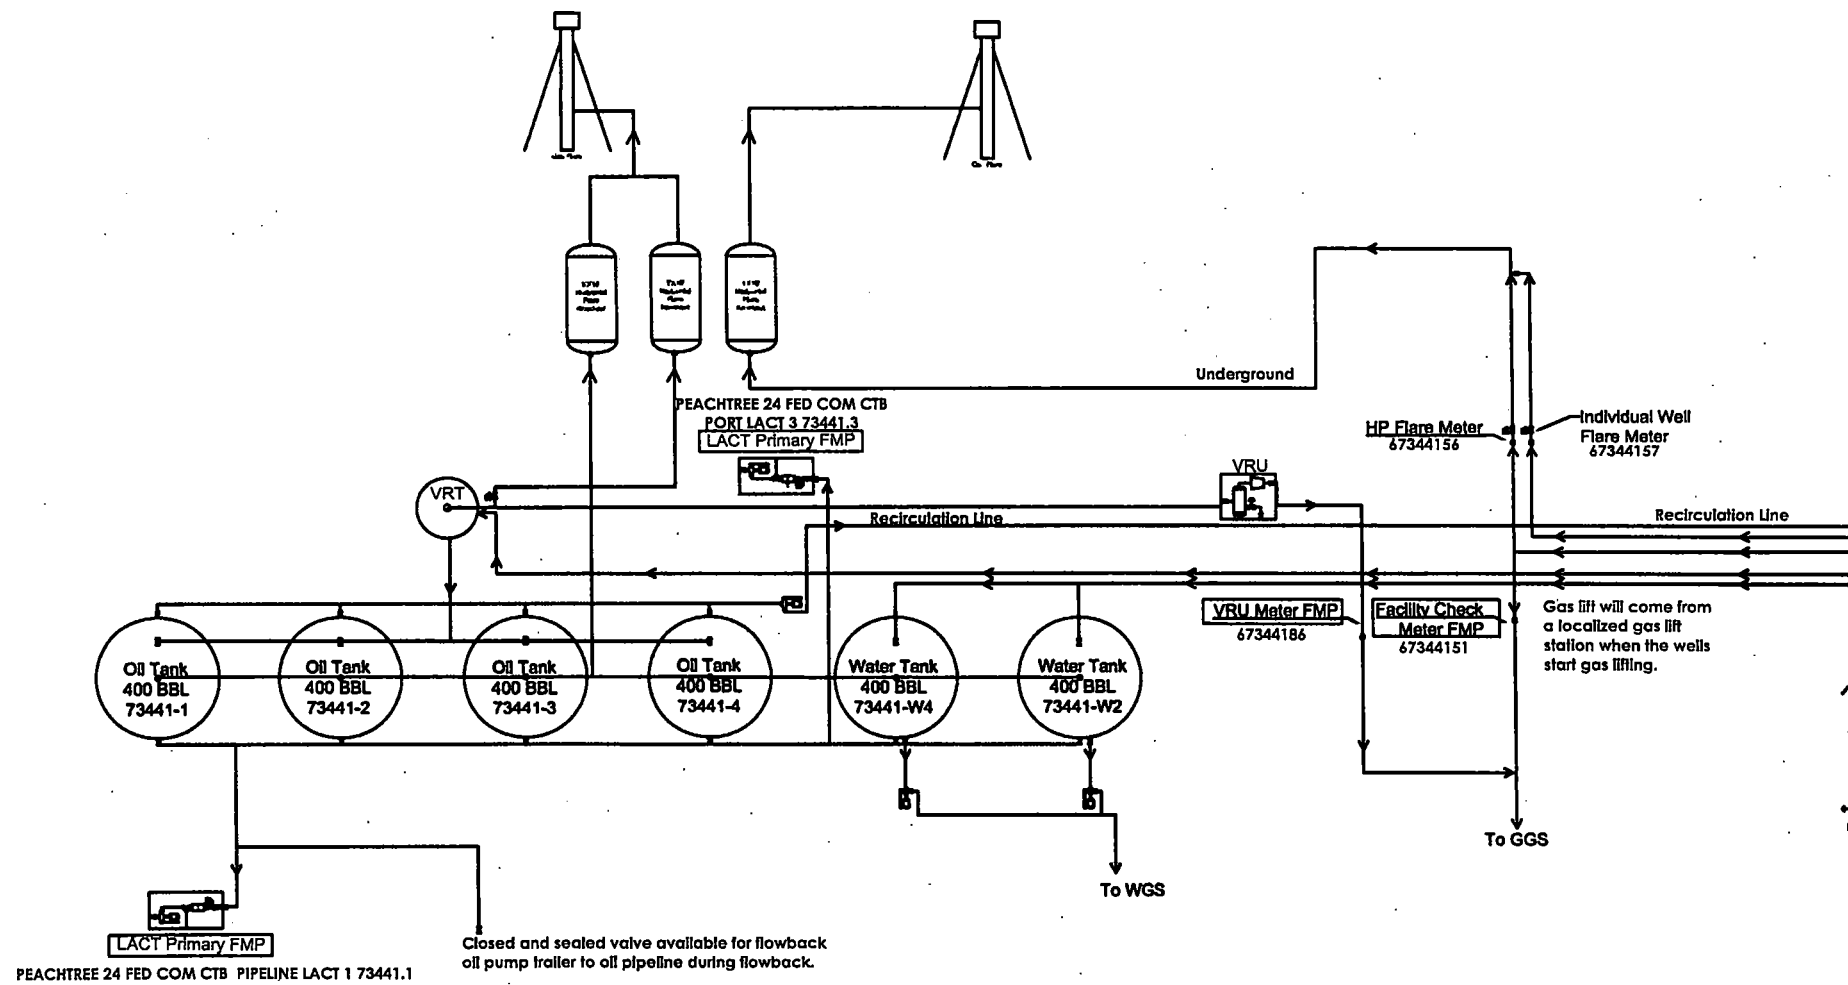 Underground
PEACHTREE 24 FED COM CTB
PORT LACT 3 73441.3
LACT Primary FMP
HP Flare Meter
67344156
Individual Well
Flare Meter
67344157
VRT
VRU
Recirculation Line
Recirculation Line
VRU Meter FMP
67344186
Facility Check
Meter FMP
67344151
Gas lift will come from
a localized gas lift
station when the wells
start gas lifting.
Oil Tank
400 BBL
73441-1
Oil Tank
400 BBL
73441-2
Oil Tank
400 BBL
73441-3
Oil Tank
400 BBL
73441-4
Water Tank
400 BBL
73441-W4
Water Tank
400 BBL
73441-W2
To GGS
To WGS
LACT Primary FMP
PEACHTREE 24 FED COM CTB PIPELINE LACT 1 73441.1
Closed and sealed valve available for flowback
oil pump trailer to oil pipeline during flowback.